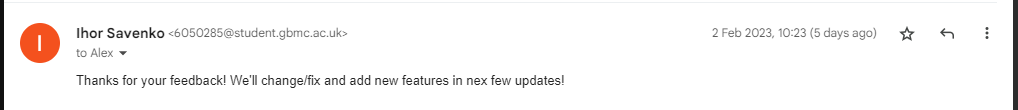 I
Ihor Savenko <6050285@student.gbmc.ac.uk>
2 Feb 2023, 10:23 (5 days ago)
to Alex
Thanks for your feedback! We'll change/fix and add new features in nex few updates!